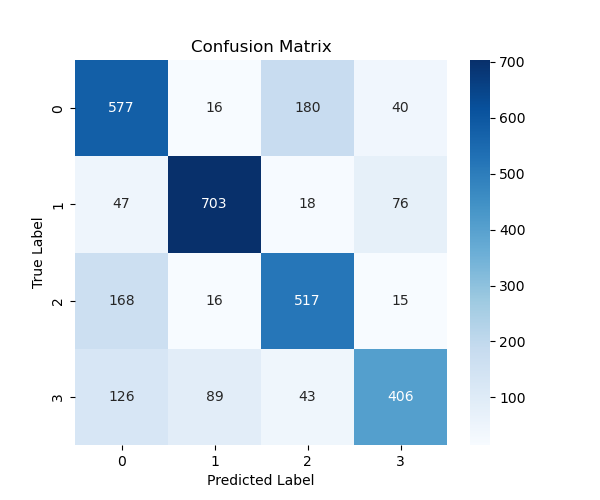 Confusion Matrix
True Label
0 577 16 180 40
1 47 703 18 76
2 168 16 517 15
3 126 89 43 406
0 1 2 3
Predicted Label
700
600
500
400
300
200
100